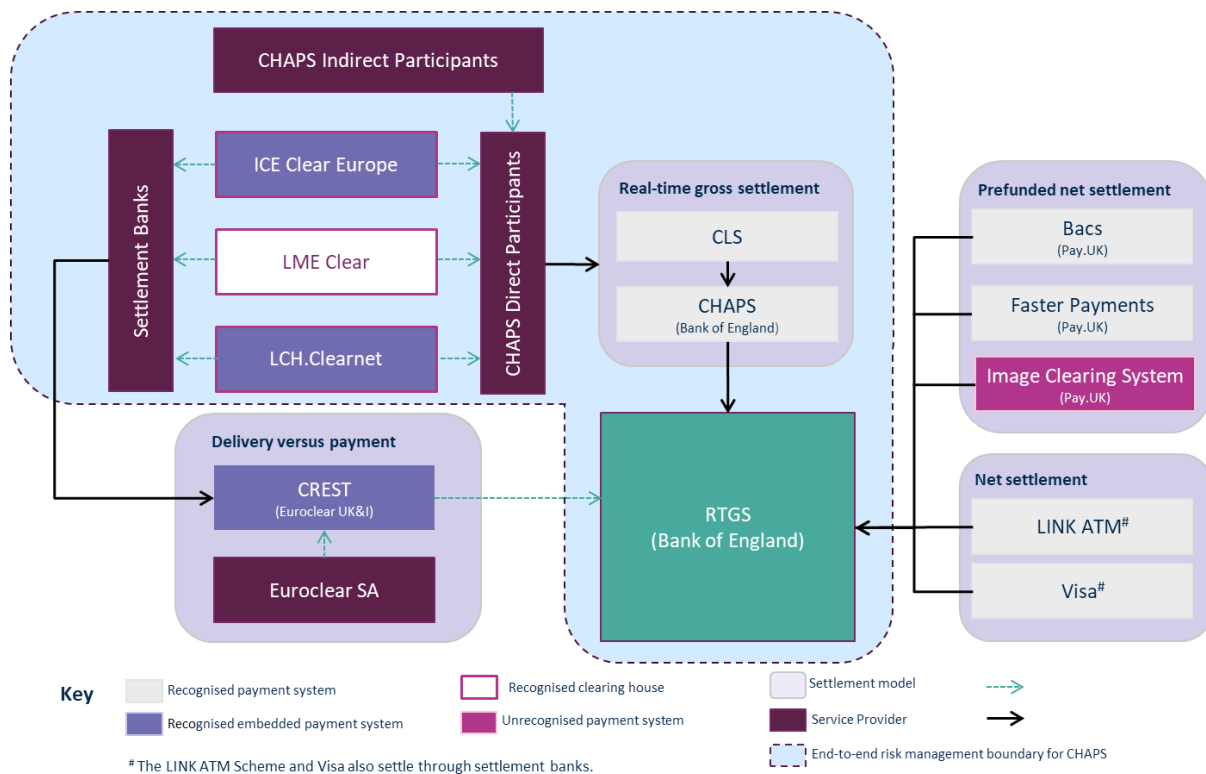 CHAPS Indirect Participants
Settlement Banks
ICE Clear Europe
LME Clear
LCH.Clearnet
CHAPS Direct Participants
Real-time gross settlement
CLS
CHAPS
(Bank of England)
Prefunded net settlement
Bacs
(Pay.UK)
Faster Payments
(Pay.UK)
Image Clearing System
(Pay.UK)
Delivery versus payment
CREST
(Euroclear UK&I)
Euroclear SA
RTGS
(Bank of England)
Net settlement
LINK ATM#
Visa#
Key
Recognised payment system
Recognised embedded payment system
Recognised clearing house
Unrecognised payment system
Settlement model
Service Provider
End-to-end risk management boundary for CHAPS
# The LINK ATM Scheme and Visa also settle through settlement banks.